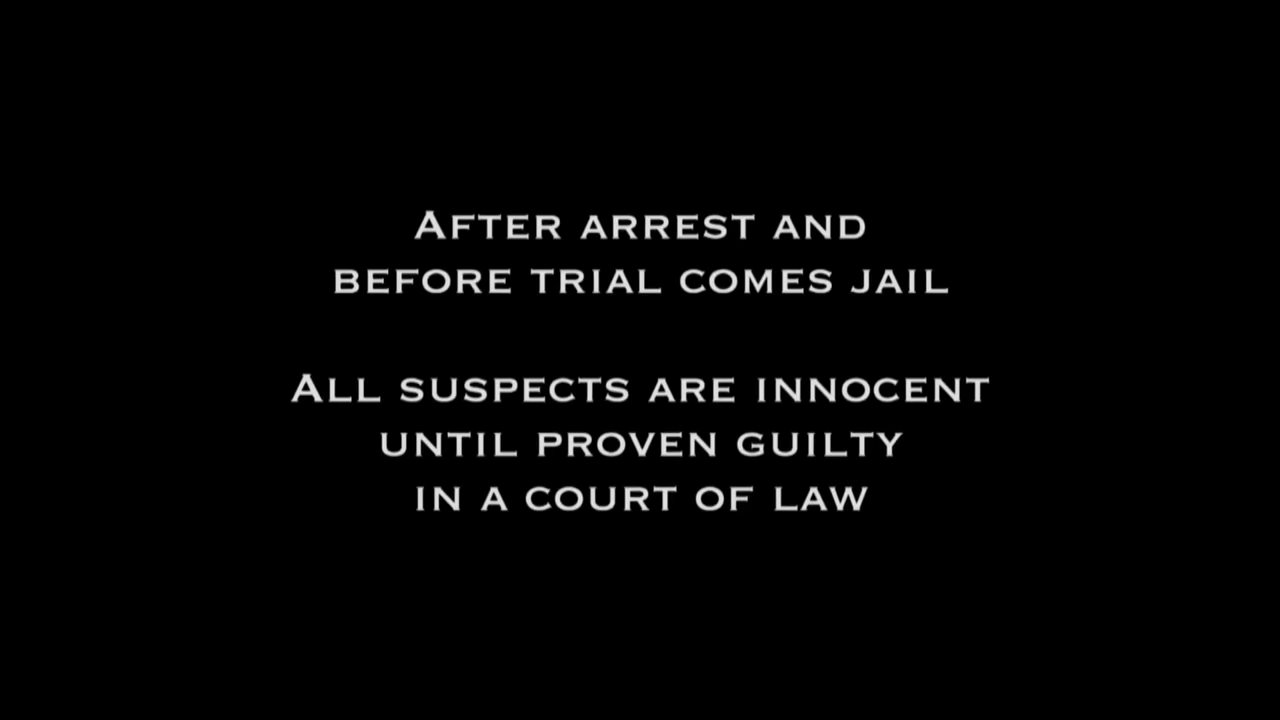 After arrest and
before trial comes jail
All suspects are innocent
until proven guilty
in a court of law